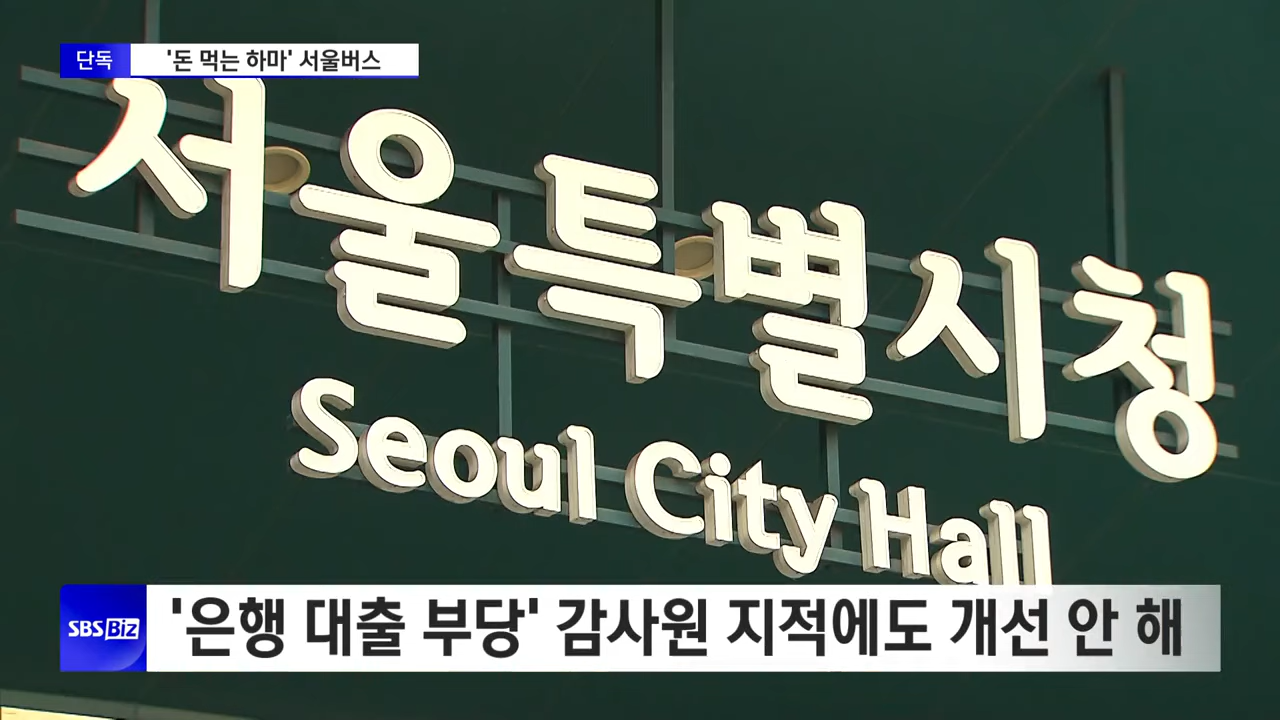 단독 '돈 먹는 하마' 서울버스
서울특별시청
Seoul City Hall
SBS Biz '은행 대출 부당' 감사원 지적에도 개선 안 해